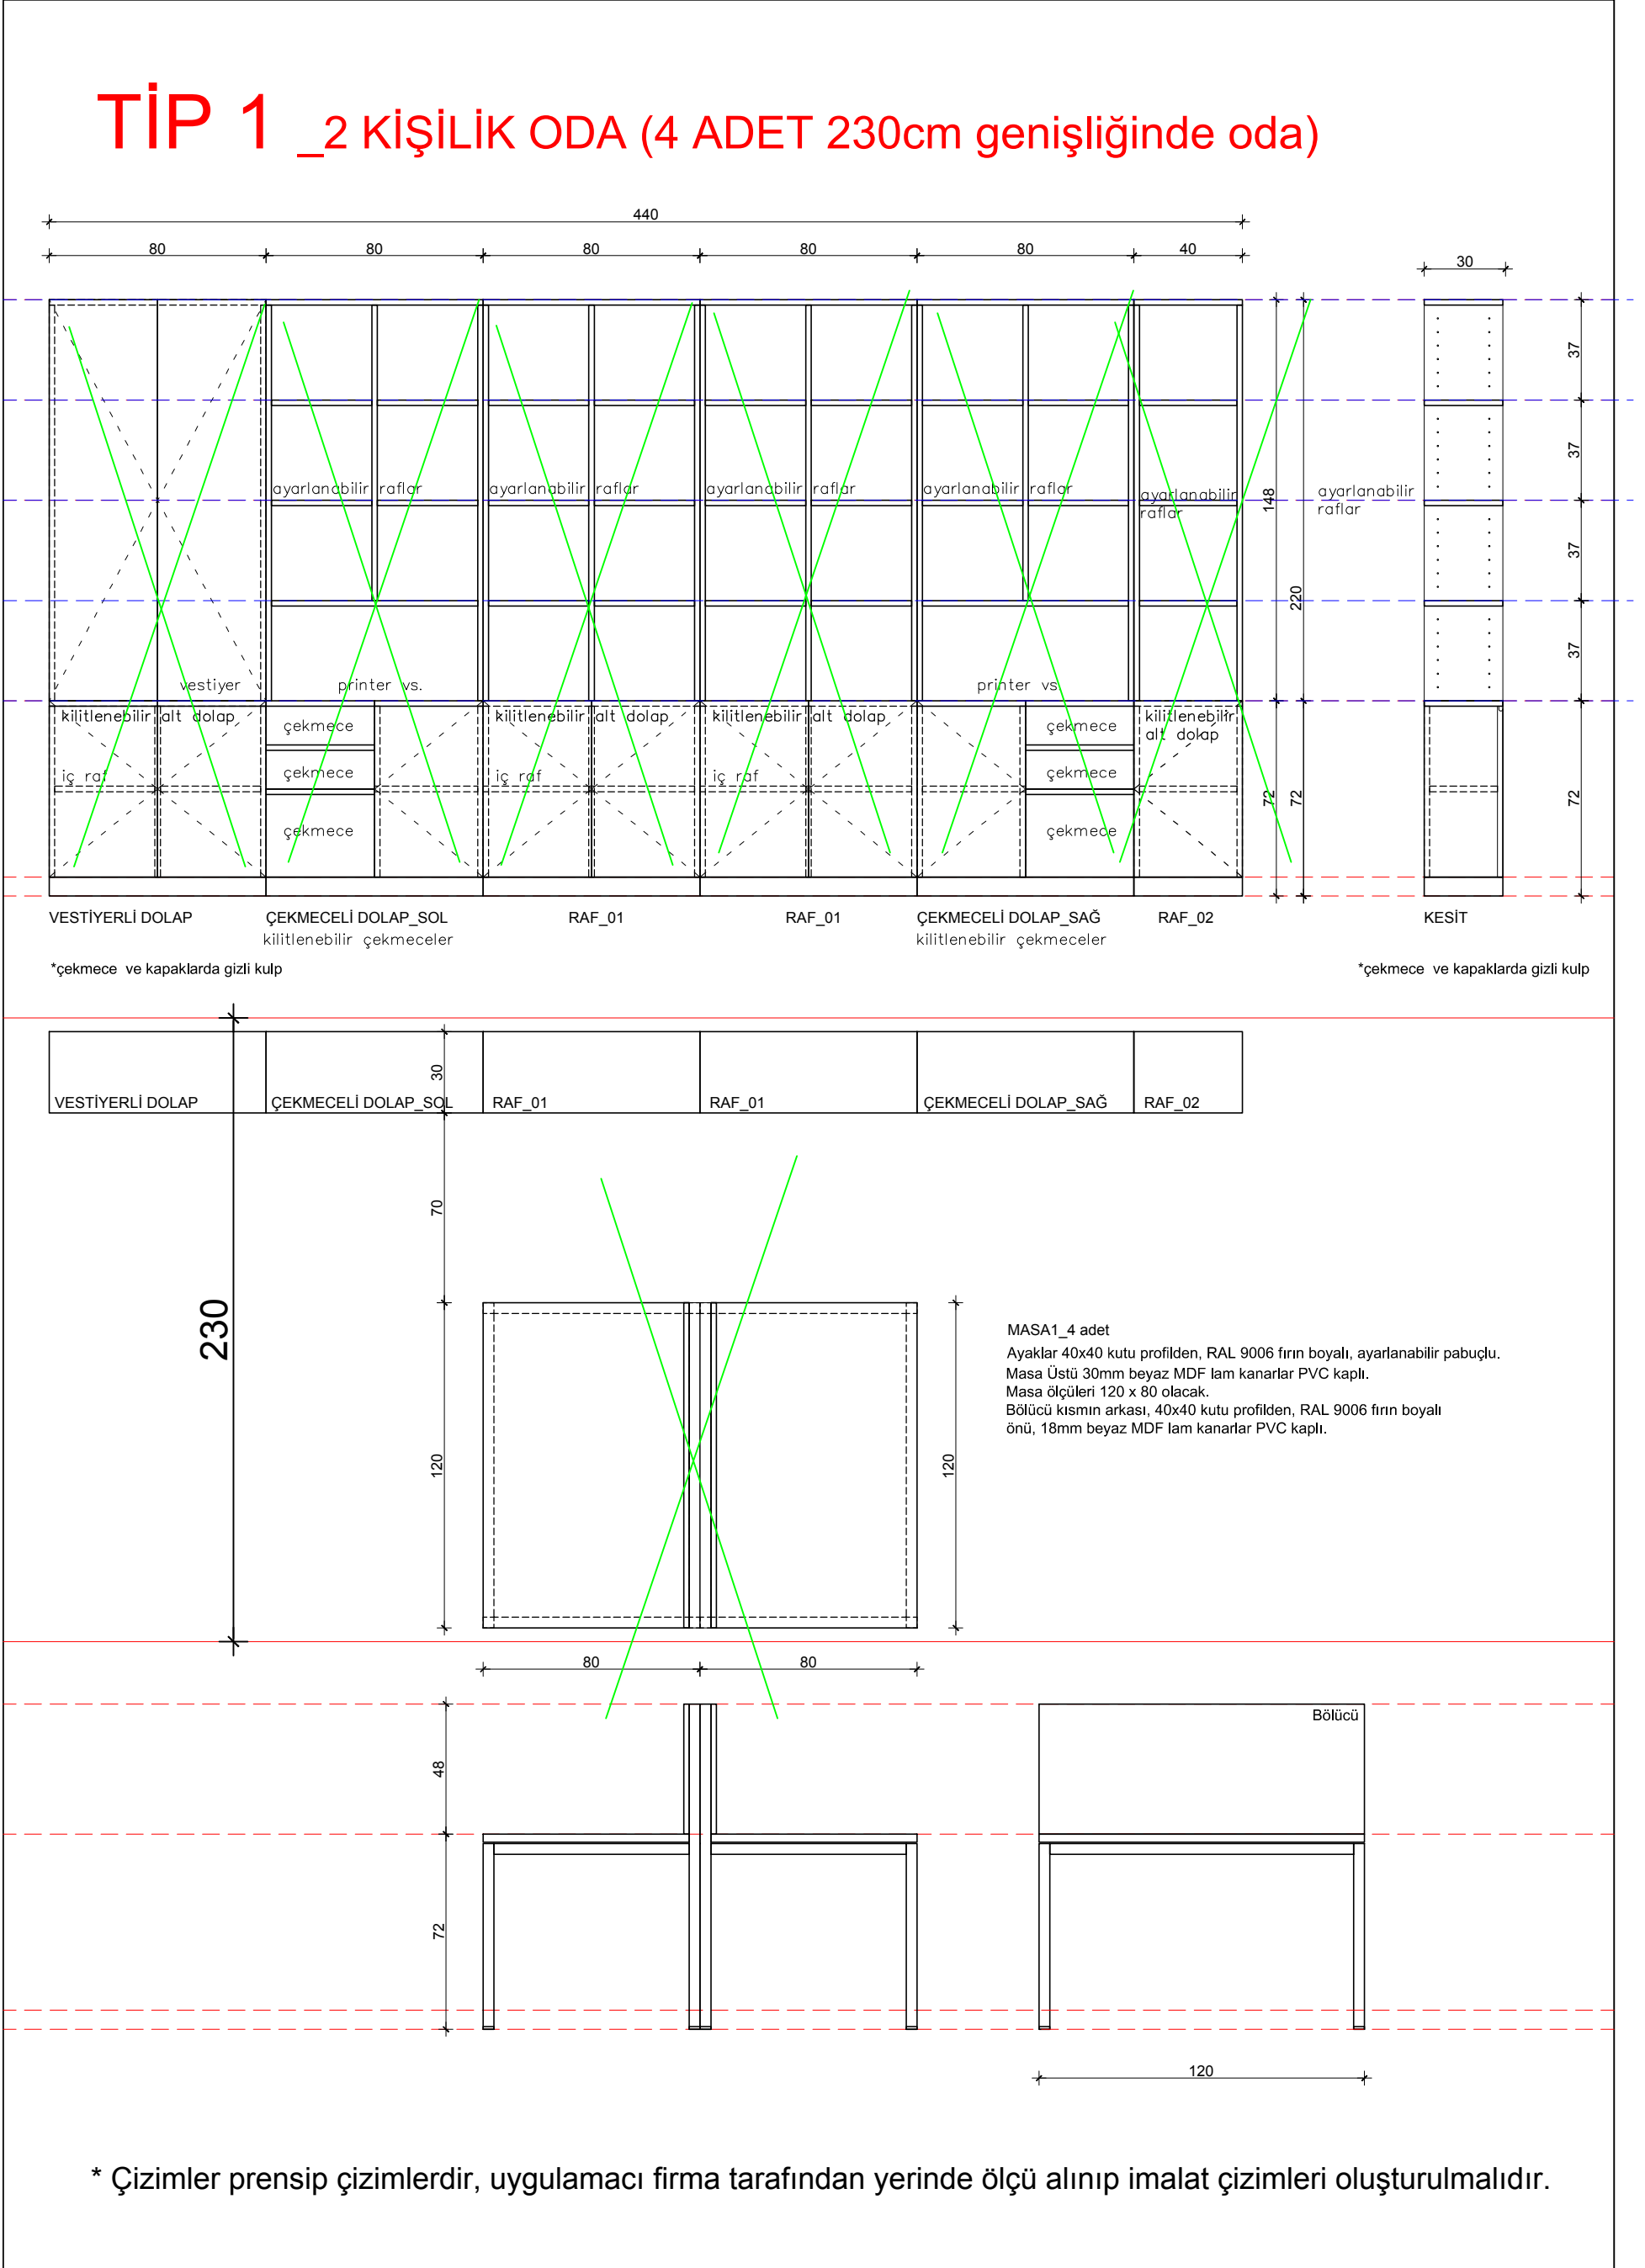 TİP 1 _2 KİŞİLİK ODA (4 ADET 230cm genişliğinde oda)
440
80 80 80 80 80 40
30
37
37
37
37
72
148
220
72
72
ayarlanabilir raflar
ayarlanabilir raflar
ayarlanabilir raflar
ayarlanabilir raflar
ayarlanabilir
raflar
ayarlanabilir
raflar
vestiyer
printer vs.
printer vs.
kilitlenebilir alt dolap
iç raf
çekmece
çekmece
çekmece
kilitlenebilir alt dolap
iç raf
kilitlenebilir alt dolap
iç raf
çekmece
çekmece
çekmece
kilitlenebilir
alt dolap
VESTİYERLİ DOLAP
ÇEKMECELİ DOLAP_SOL
kilitlenebilir çekmeceler
RAF_01
RAF_01
ÇEKMECELİ DOLAP_SAĞ
kilitlenebilir çekmeceler
RAF_02
KESİT
*çekmece ve kapaklarda gizli kulp
*çekmece ve kapaklarda gizli kulp
VESTİYERLİ DOLAP
ÇEKMECELİ DOLAP_SOL
RAF_01
RAF_01
ÇEKMECELİ DOLAP_SAĞ
RAF_02
30
70
230
120
120
MASA1_4 adet
Ayaklar 40x40 kutu profilden, RAL 9006 fırın boyalı, ayarlanabilir pabuçlu.
Masa Üstü 30mm beyaz MDF lam kanarlar PVC kaplı.
Masa ölçüleri 120 x 80 olacak.
Bölücü kısmın arkası, 40x40 kutu profilden, RAL 9006 fırın boyalı
önü, 18mm beyaz MDF lam kanarlar PVC kaplı.
80 80
Bölücü
48
72
120
* Çizimler prensip çizimlerdir, uygulamacı firma tarafından yerinde ölçü alınıp imalat çizimleri oluşturulmalıdır.